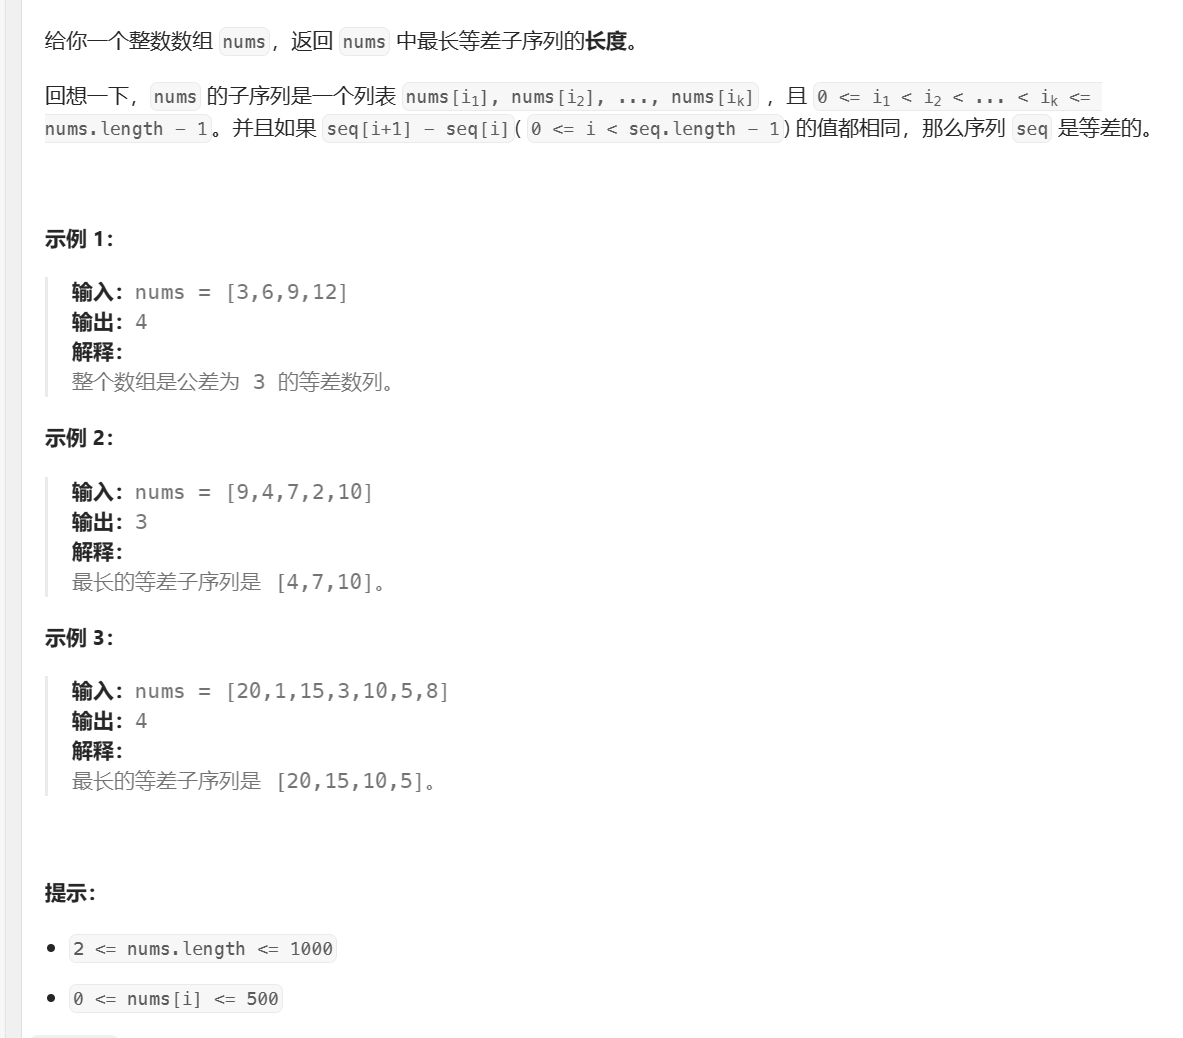 给你一个整数数组 nums，返回 nums 中最长等差子序列的长度。
回想一下，nums 的子序列是一个列表 nums[i₁], nums[i₂], ..., nums[iₖ] ，且 0 <= i₁ < i₂ < ... < iₖ <=
nums.length - 1。并且如果 seq[i+1] - seq[i]( 0 <= i < seq.length - 1) 的值都相同，那么序列 seq 是等差的。
示例 1：
输入：nums = [3,6,9,12]
输出：4
解释：
整个数组是公差为 3 的等差数列。
示例 2：
输入：nums = [9,4,7,2,10]
输出：3
解释：
最长的等差子序列是 [4,7,10]。
示例 3：
输入：nums = [20,1,15,3,10,5,8]
输出：4
解释：
最长的等差子序列是 [20,15,10,5]。
提示：
• 2 <= nums.length <= 1000
• 0 <= nums[i] <= 500